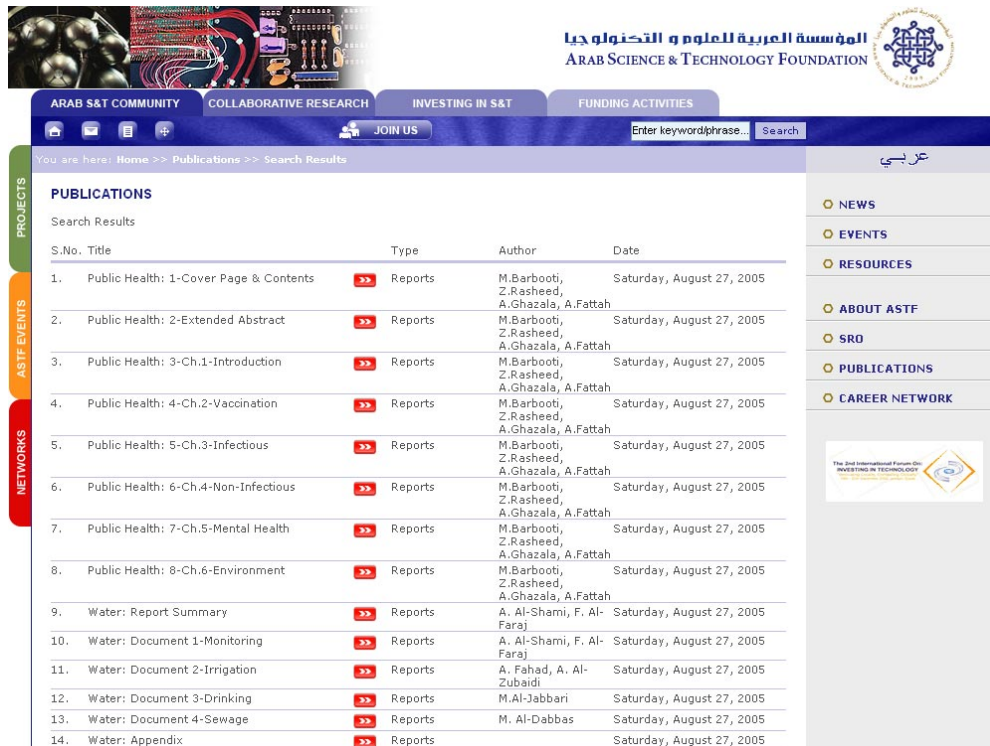 المؤسسة العربية للعلوم و التكنولوجيا
ARAB SCIENCE & TECHNOLOGY FOUNDATION
ARAB S&T COMMUNITY COLLABORATIVE RESEARCH INVESTING IN S&T FUNDING ACTIVITIES
JOIN US Enter keyword/phrase... Search
You are here: Home >> Publications >> Search Results
عربي
PROJECTS
ASTF EVENTS
NETWORKS
PUBLICATIONS
Search Results
S.No. Title Type Author Date
1. Public Health: 1-Cover Page & Contents Reports M.Barbooti, Saturday, August 27, 2005
Z.Rasheed,
A.Ghazala, A.Fattah
2. Public Health: 2-Extended Abstract Reports M.Barbooti, Saturday, August 27, 2005
Z.Rasheed,
A.Ghazala, A.Fattah
3. Public Health: 3-Ch.1-Introduction Reports M.Barbooti, Saturday, August 27, 2005
Z.Rasheed,
A.Ghazala, A.Fattah
4. Public Health: 4-Ch.2-Vaccination Reports M.Barbooti, Saturday, August 27, 2005
Z.Rasheed,
A.Ghazala, A.Fattah
5. Public Health: 5-Ch.3-Infectious Reports M.Barbooti, Saturday, August 27, 2005
Z.Rasheed,
A.Ghazala, A.Fattah
6. Public Health: 6-Ch.4-Non-Infectious Reports M.Barbooti, Saturday, August 27, 2005
Z.Rasheed,
A.Ghazala, A.Fattah
7. Public Health: 7-Ch.5-Mental Health Reports M.Barbooti, Saturday, August 27, 2005
Z.Rasheed,
A.Ghazala, A.Fattah
8. Public Health: 8-Ch.6-Environment Reports M.Barbooti, Saturday, August 27, 2005
Z.Rasheed,
A.Ghazala, A.Fattah
9. Water: Report Summary Reports A. Al-Shami, F. Al- Saturday, August 27, 2005
Faraj
10. Water: Document 1-Monitoring Reports A. Al-Shami, F. Al- Saturday, August 27, 2005
Faraj
11. Water: Document 2-Irrigation Reports A. Fahad, A. Al- Saturday, August 27, 2005
Zubaidi
12. Water: Document 3-Drinking Reports M.Al-Jabbari Saturday, August 27, 2005
13. Water: Document 4-Sewage Reports M. Al-Dabbas Saturday, August 27, 2005
14. Water: Appendix Reports Saturday, August 27, 2005
NEWS
EVENTS
RESOURCES
ABOUT ASTF
SRO
PUBLICATIONS
CAREER NETWORK
The 2nd International Forum On:
INVESTING IN TECHNOLOGY